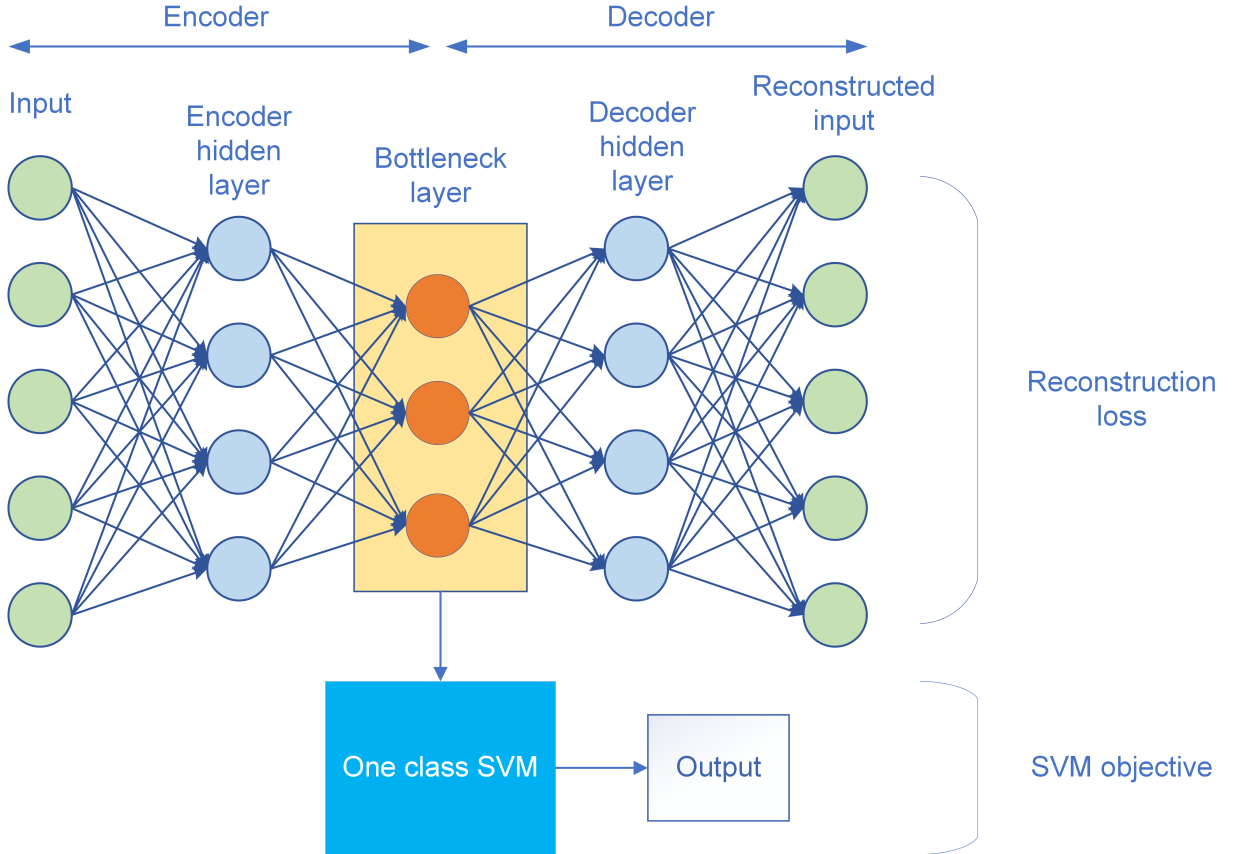 Encoder
Decoder
Input
Encoder
hidden
layer
Bottleneck
layer
Decoder
hidden
layer
Reconstructed
input
Reconstruction
loss
One class SVM
Output
SVM objective